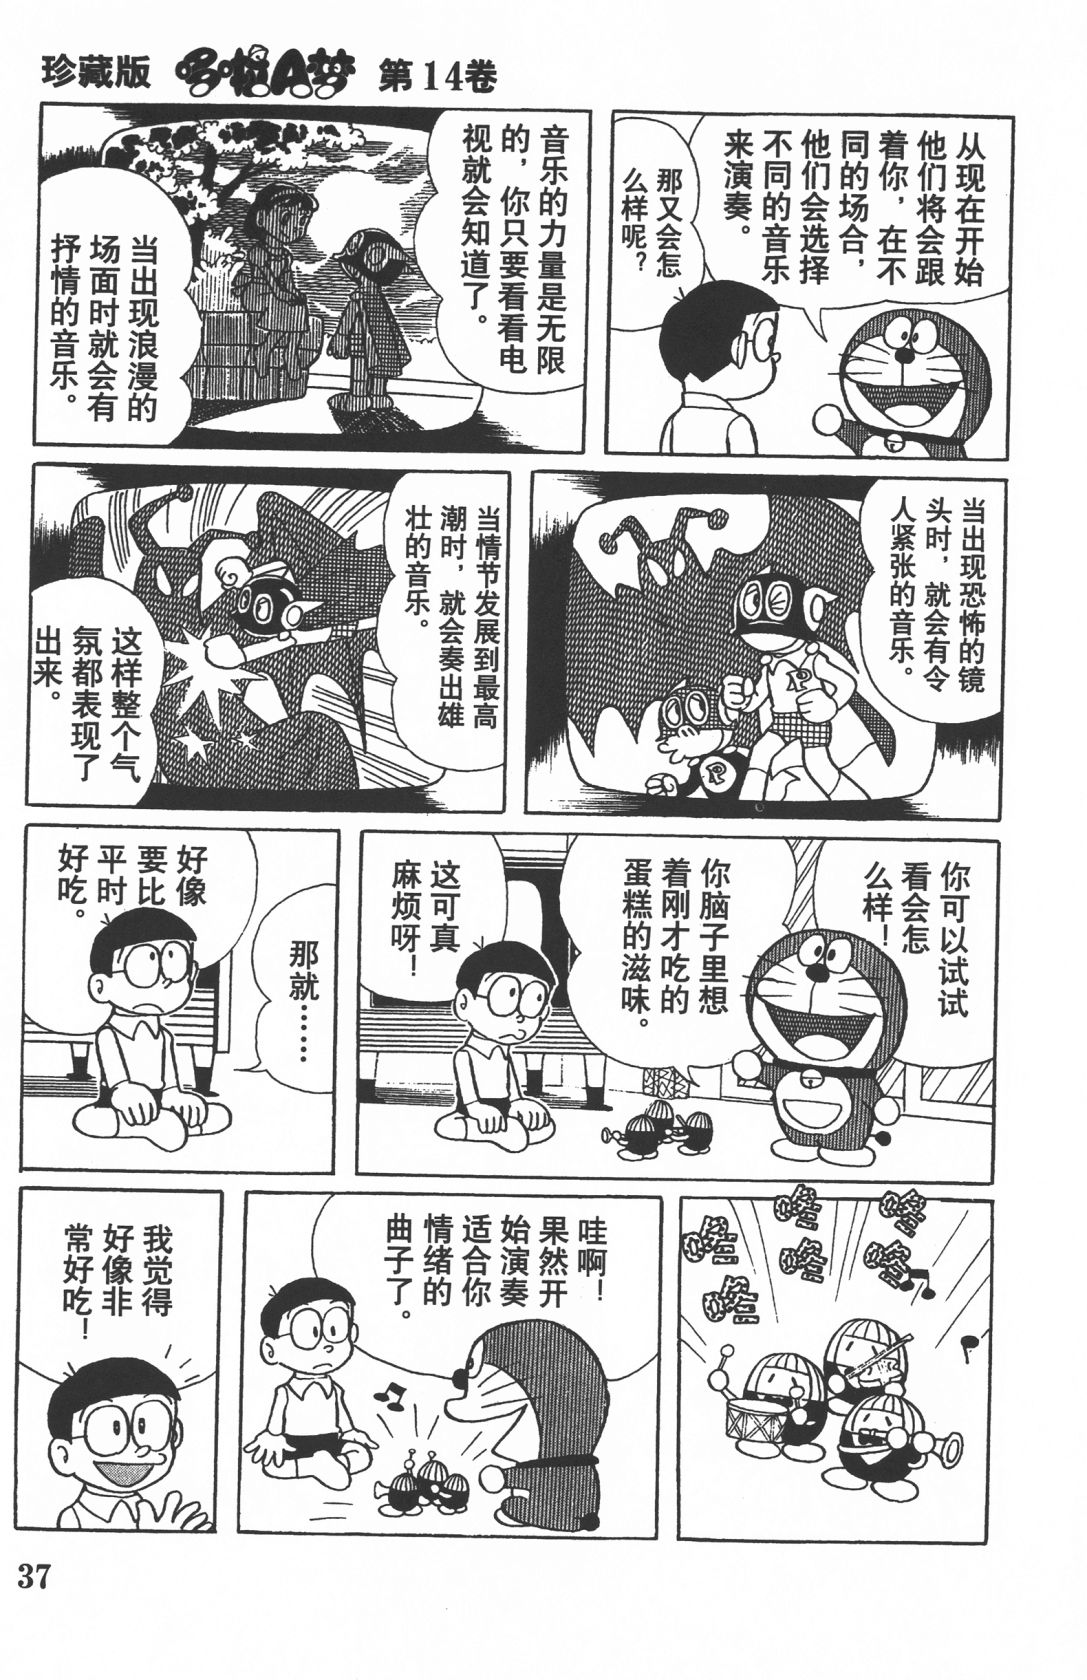 珍藏版 哆啦A梦 第14卷
从现在开始
他们将会跟
着你，在不
同的场合，
他们会选择
不同的音乐
来演奏。
那又会怎
么样呢？
音乐的力量是无限
的，你只要看看电
视就会知道了。
当出现浪漫的
场面时就会有
抒情的音乐。
当出现恐怖的镜
头时，就会有令
人紧张的音乐。
当情节发展到最高
潮时，就会奏出雄
壮的音乐。
这样整个气
氛都表现了
出来。
你可以试试
看会怎
么样！
你脑子里想
着刚才吃的
蛋糕的滋味。
这可真
麻烦呀！
那就……
好像
要比
平时
好吃。
嚓
嚓
嚓
嚓
嚓
哇啊！
果然开
始演奏
适合你
情绪的
曲子了。
我觉得
好像非
常好吃！
37